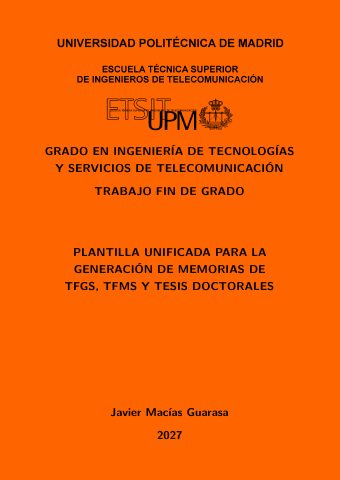 UNIVERSIDAD POLITÉCNICA DE MADRID
ESCUELA TÉCNICA SUPERIOR
DE INGENIEROS DE TELECOMUNICACIÓN
ETSIT
UPM
GRADO EN INGENIERÍA DE TECNOLOGÍAS
Y SERVICIOS DE TELECOMUNICACIÓN
TRABAJO FIN DE GRADO
PLANTILLA UNIFICADA PARA LA
GENERACIÓN DE MEMORIAS DE
TFGS, TFMS Y TESIS DOCTORALES
Javier Macías Guarasa
2027